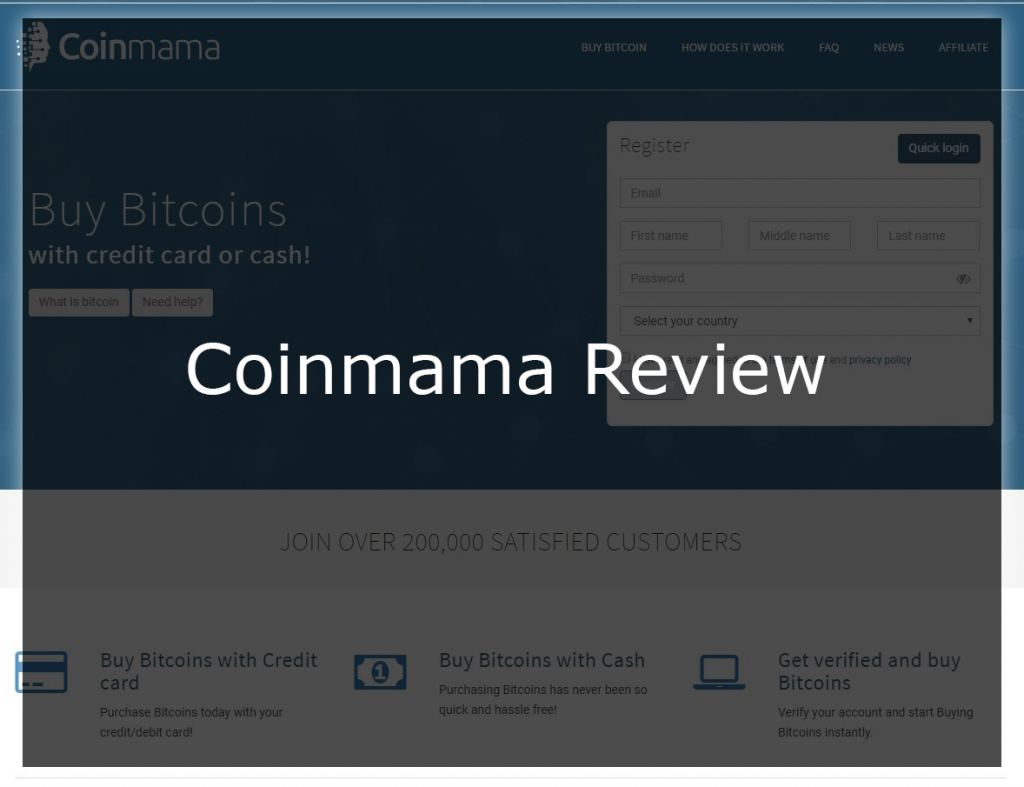 Coinmama
BUY BITCOIN HOW DOES IT WORK FAQ NEWS AFFILIATE
Register
Quick login
Email
First name Middle name Last name
Password
Select your country
terms of use and privacy policy
Buy Bitcoins
with credit card or cash!
What is bitcoin Need help?
Coinmama Review
JOIN OVER 200,000 SATISFIED CUSTOMERS
Buy Bitcoins with Credit
card
Purchase Bitcoins today with your
credit/debit card!
1
Buy Bitcoins with Cash
Purchasing Bitcoins has never been so
quick and hassle free!
Get verified and buy
Bitcoins
Verify your account and start Buying
Bitcoins instantly.